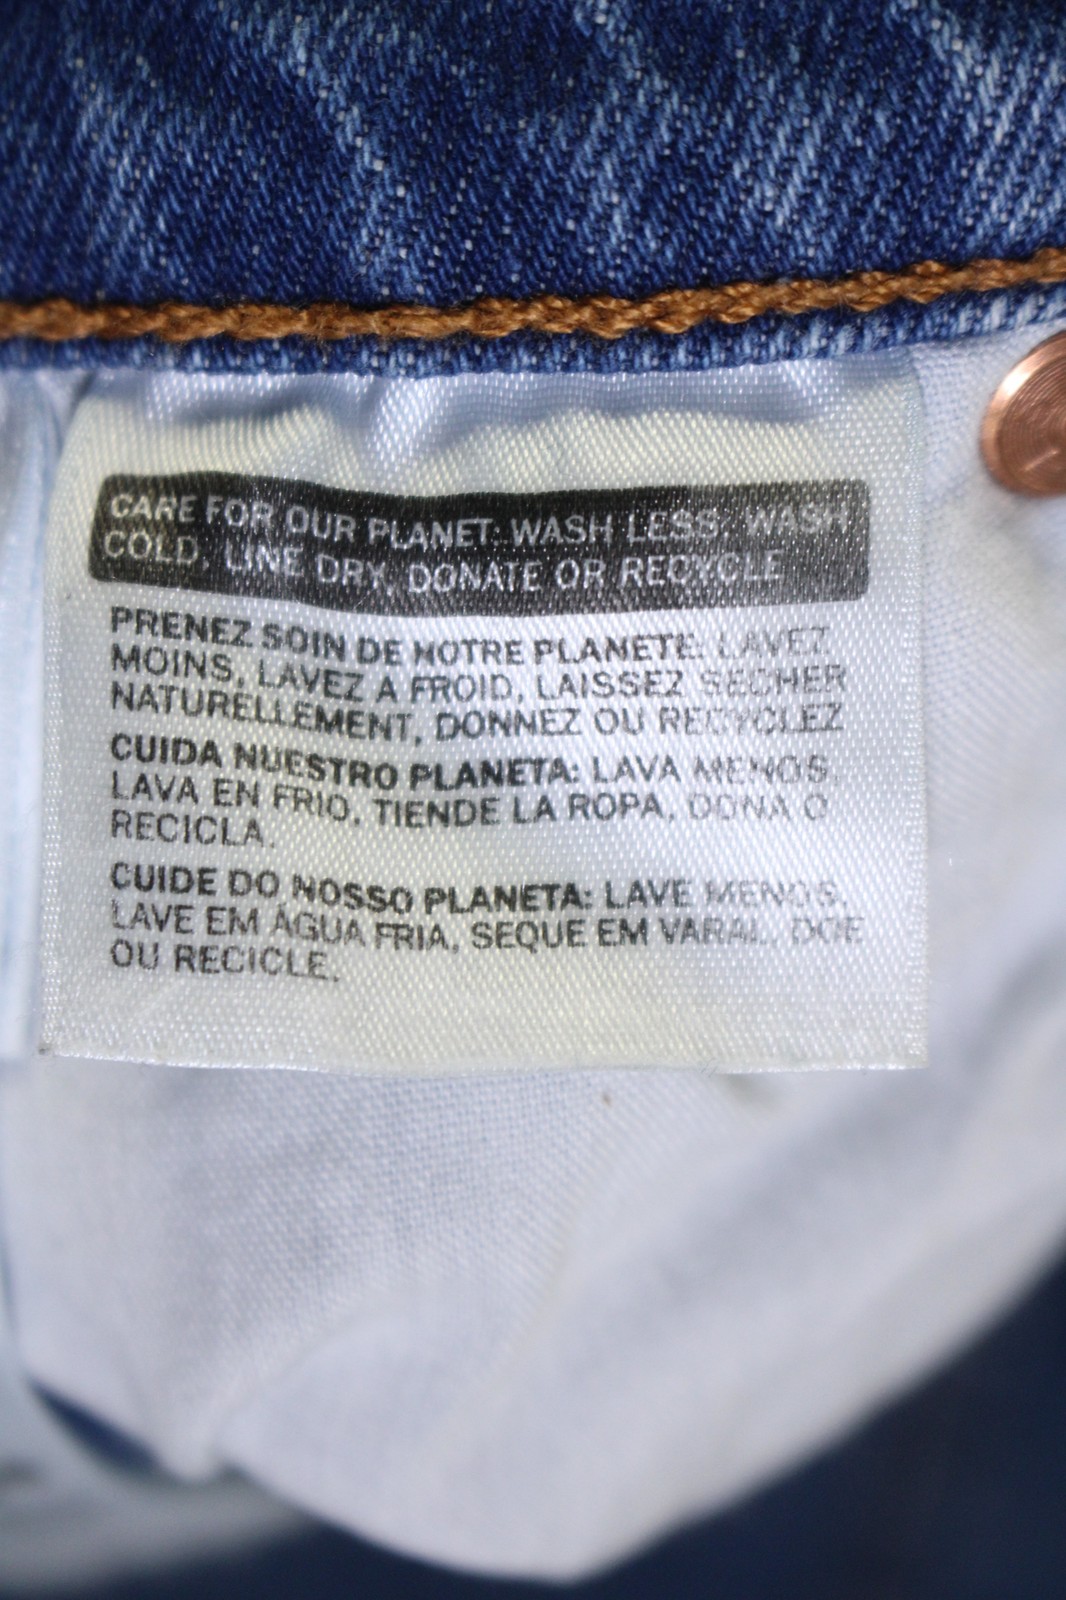 CARE FOR OUR PLANET: WASH LESS, WASH
COLD, LINE DRY, DONATE OR RECYCLE
PRENEZ SOIN DE NOTRE PLANETE: LAVEZ
MOINS, LAVEZ A FROID, LAISSEZ SECHER
NATURELLEMENT, DONNEZ OU RECYCLEZ
CUIDA NUESTRO PLANETA: LAVA MENOS,
LAVA EN FRIO, TIENDE LA ROPA, DONA O
RECICLA.
CUIDE DO NOSSO PLANETA: LAVE MENOS,
LAVE EM ÁGUA FRIA, SEQUE EM VARAL, DOE
OU RECICLE.